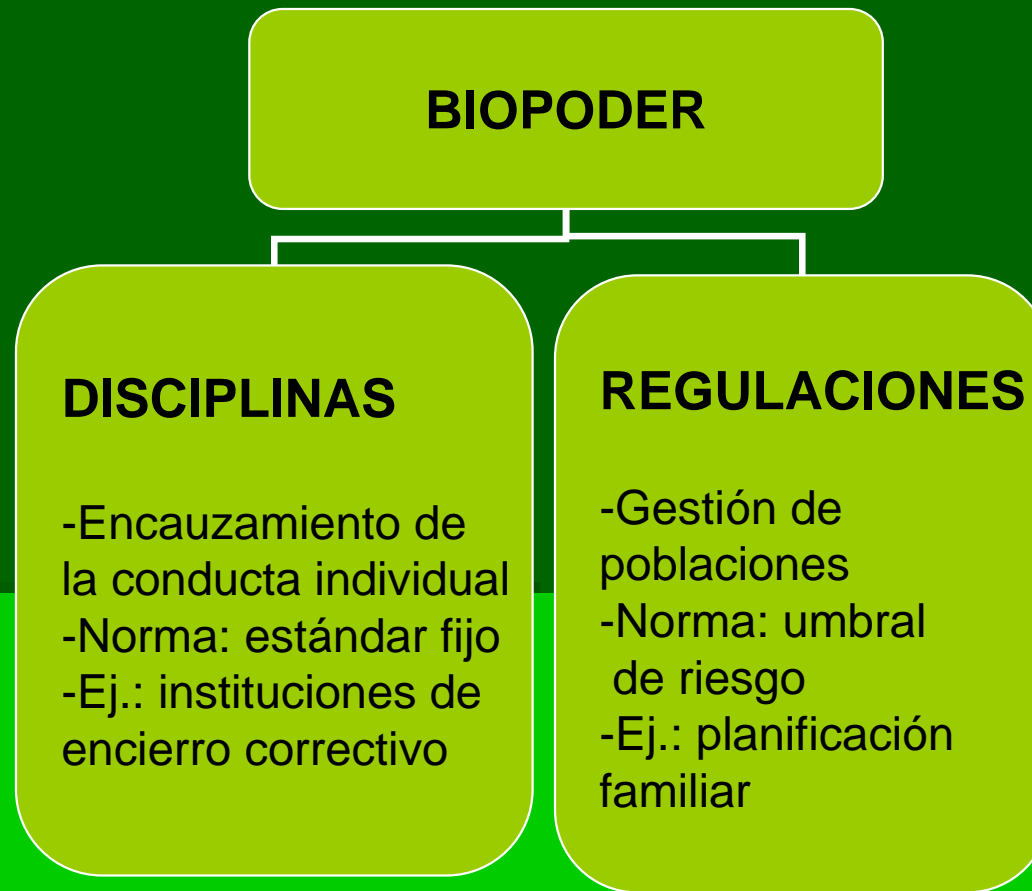 BIOPODER
DISCIPLINAS
-Encauzamiento de
la conducta individual
-Norma: estándar fijo
-Ej.: instituciones de
encierro correctivo
REGULACIONES
-Gestión de
poblaciones
-Norma: umbral
de riesgo
-Ej.: planificación
familiar